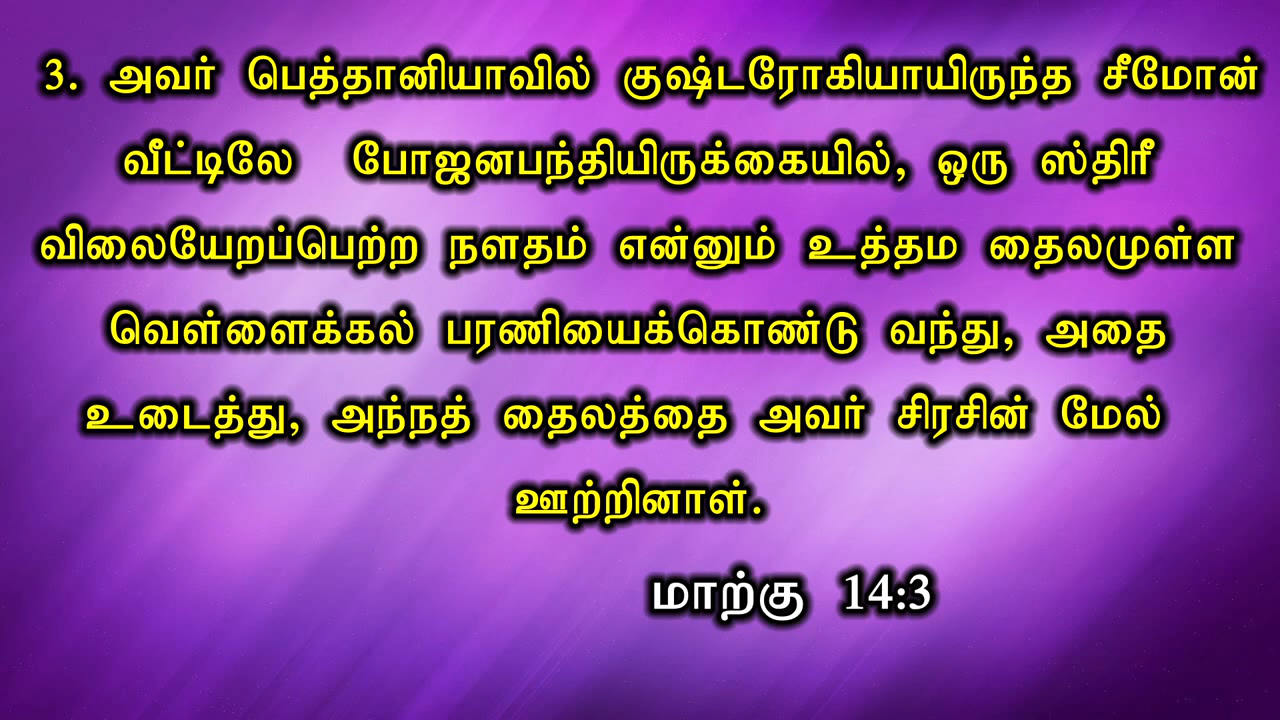 3. அவர் பெத்தானியாவில் குஷ்டரோகியாயிருந்த சீமோன்
வீட்டிலே போஜனபந்தியிருக்கையில், ஒரு ஸ்திரீ
விலையேறப்பெற்ற நளதம் என்னும் உத்தம தைலமுள்ள
வெள்ளைக்கல் பரணியைக்கொண்டு வந்து, அதை
உடைத்து, அந்நத் தைலத்தை அவர் சிரசின் மேல்
ஊற்றினாள்.
மாற்கு 14:3